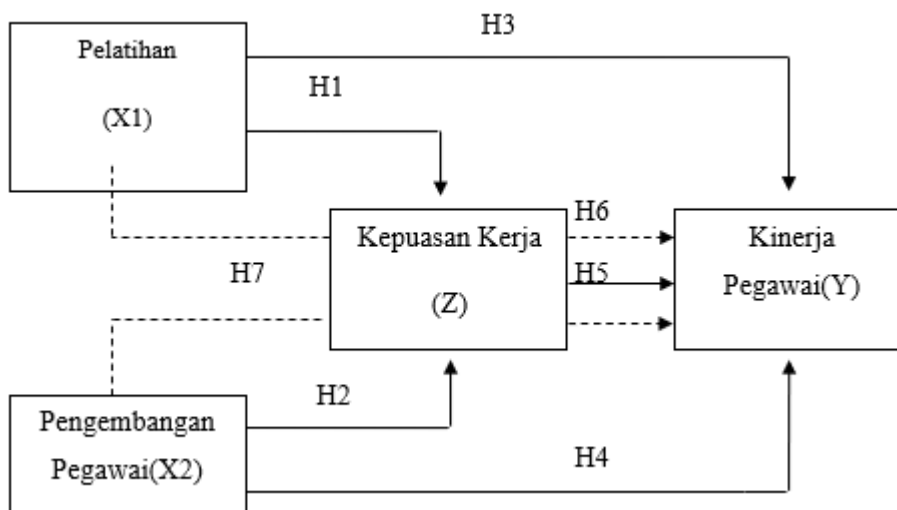 H3
Pelatihan
H1
(X1)
H6
Kepuasan Kerja
Kinerja
H7
H5
Pegawai(Y)
(Z)
H2
Pengembangan
H4
Pegawai(X2)